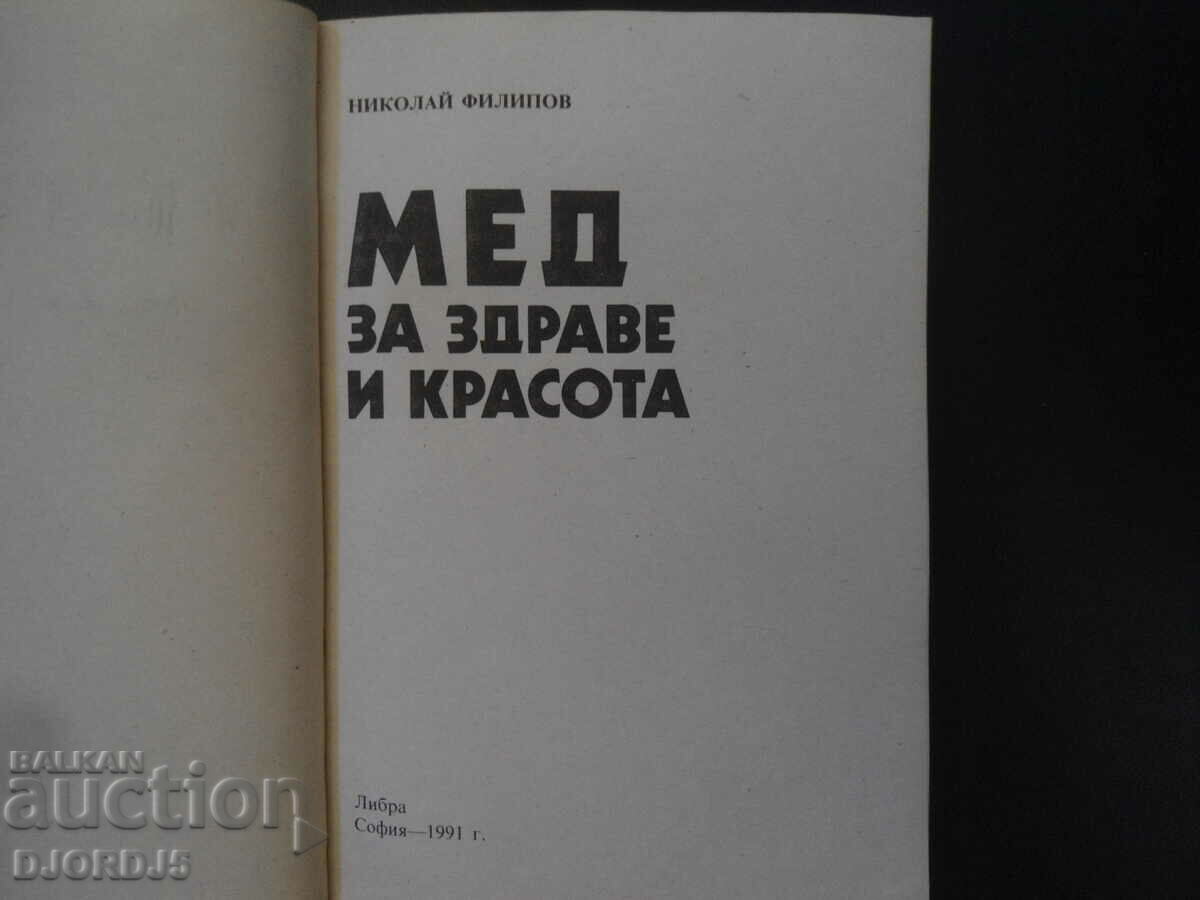 НИКОЛАЙ ФИЛИПОВ
МЕД
ЗА ЗДРАВЕ
И КРАСОТА
Либра
София—1991 г.
BALKAN
auction
DJORDJ5